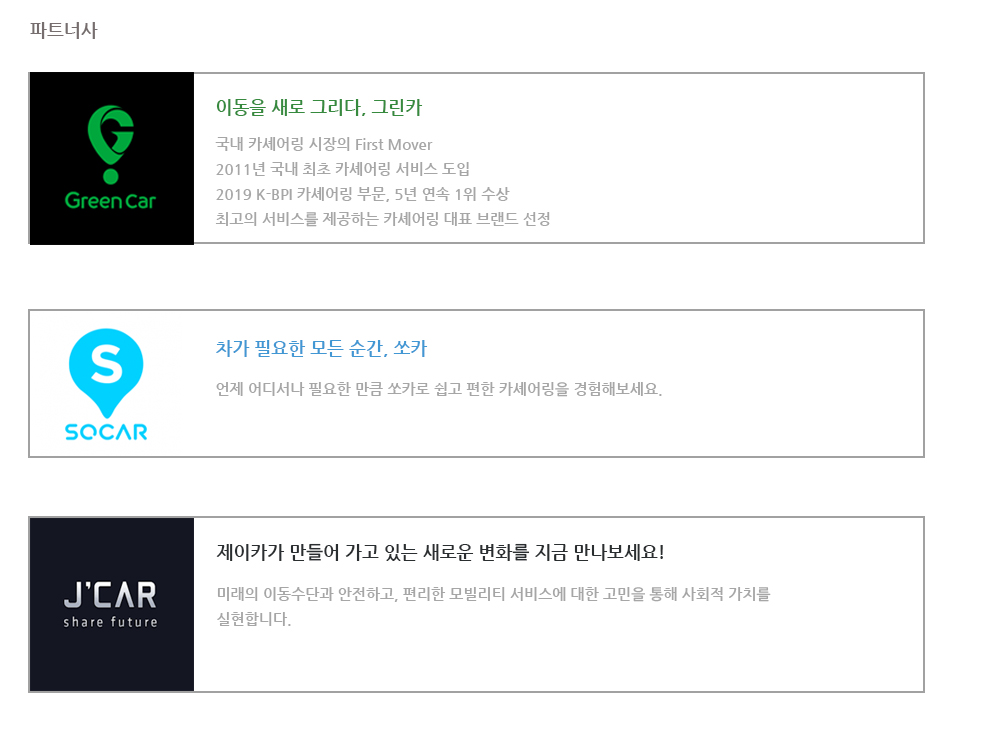 파트너사
Green Car
이동을 새로 그리다, 그린카
국내 카셰어링 시장의 First Mover
2011년 국내 최초 카셰어링 서비스 도입
2019 K-BPI 카셰어링 부문, 5년 연속 1위 수상
최고의 서비스를 제공하는 카셰어링 대표 브랜드 선정
S
SOCAR
차가 필요한 모든 순간, 쏘카
언제 어디서나 필요한 만큼 쏘카로 쉽고 편한 카셰어링을 경험해보세요.
J'CAR
share future
제이카가 만들어 가고 있는 새로운 변화를 지금 만나보세요!
미래의 이동수단과 안전하고, 편리한 모빌리티 서비스에 대한 고민을 통해 사회적 가치를
실현합니다.